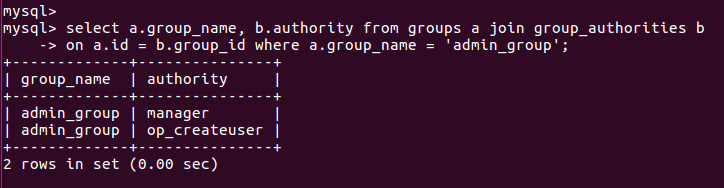 mysql>
mysql> select a.group_name, b.authority from groups a join group_authorities b
    -> on a.id = b.group_id where a.group_name = 'admin_group';
+-------------+---------------+
| group_name  | authority     |
+-------------+---------------+
| admin_group | manager       |
| admin_group | op_createuser |
+-------------+---------------+
2 rows in set (0.00 sec)